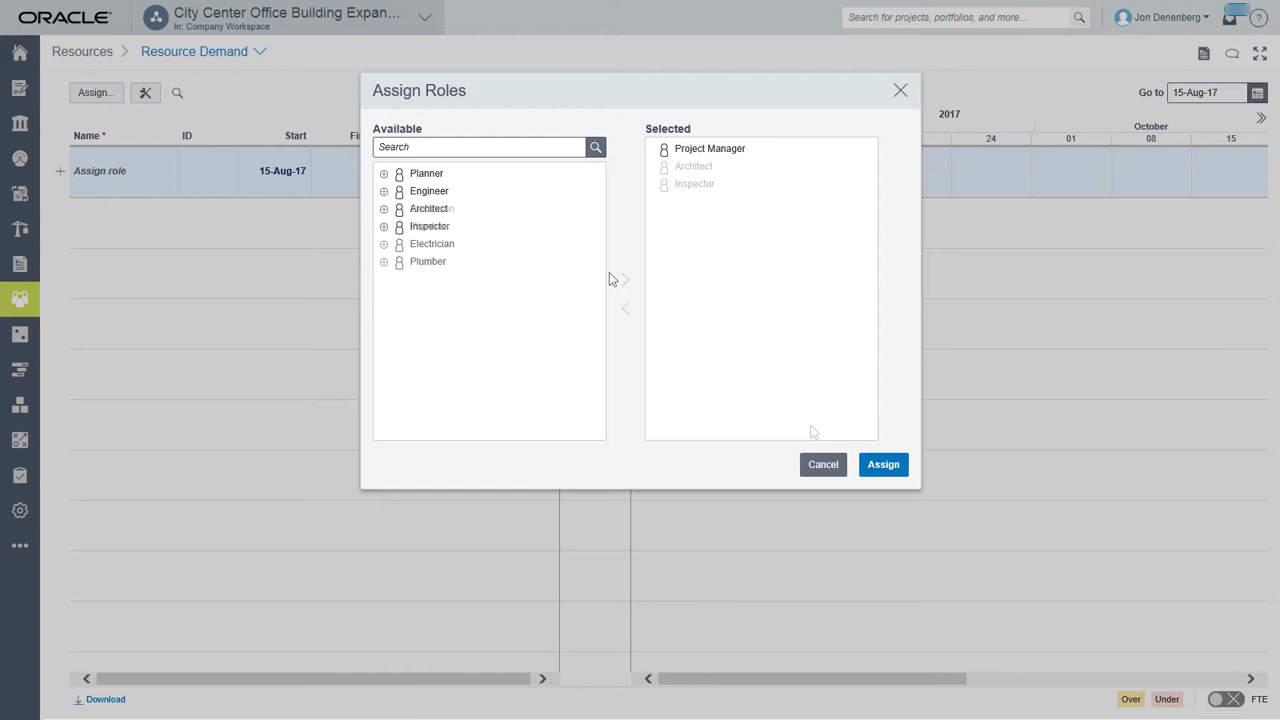 ORACLE
City Center Office Building Expan...
In: Company Workspace
Search for projects, portfolios, and more...
Jon Denenberg
?
Resources
Resource Demand
Assign...
Go to
15-Aug-17
2017
Name *
ID
Start
Fi
24
01
October
08
15
Assign role
15-Aug-17
Assign Roles
Available
Search
Planner
Engineer
Architect
Inspector
Electrician
Plumber
Selected
Project Manager
Architect
Inspector
Cancel
Assign
Download
Over
Under
FTE